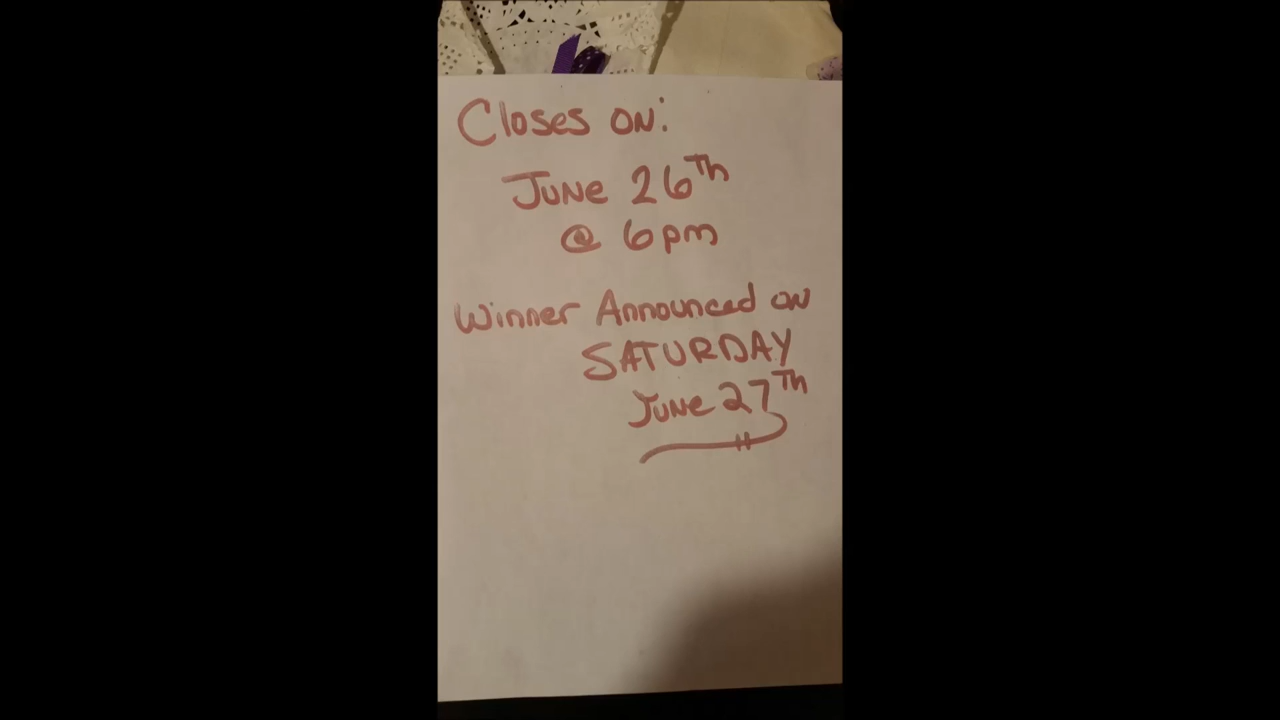 Closes ON:
JUNe 26Th
@ 6pm
Winner Announced ON
SATURDAY
JUNe 27Th